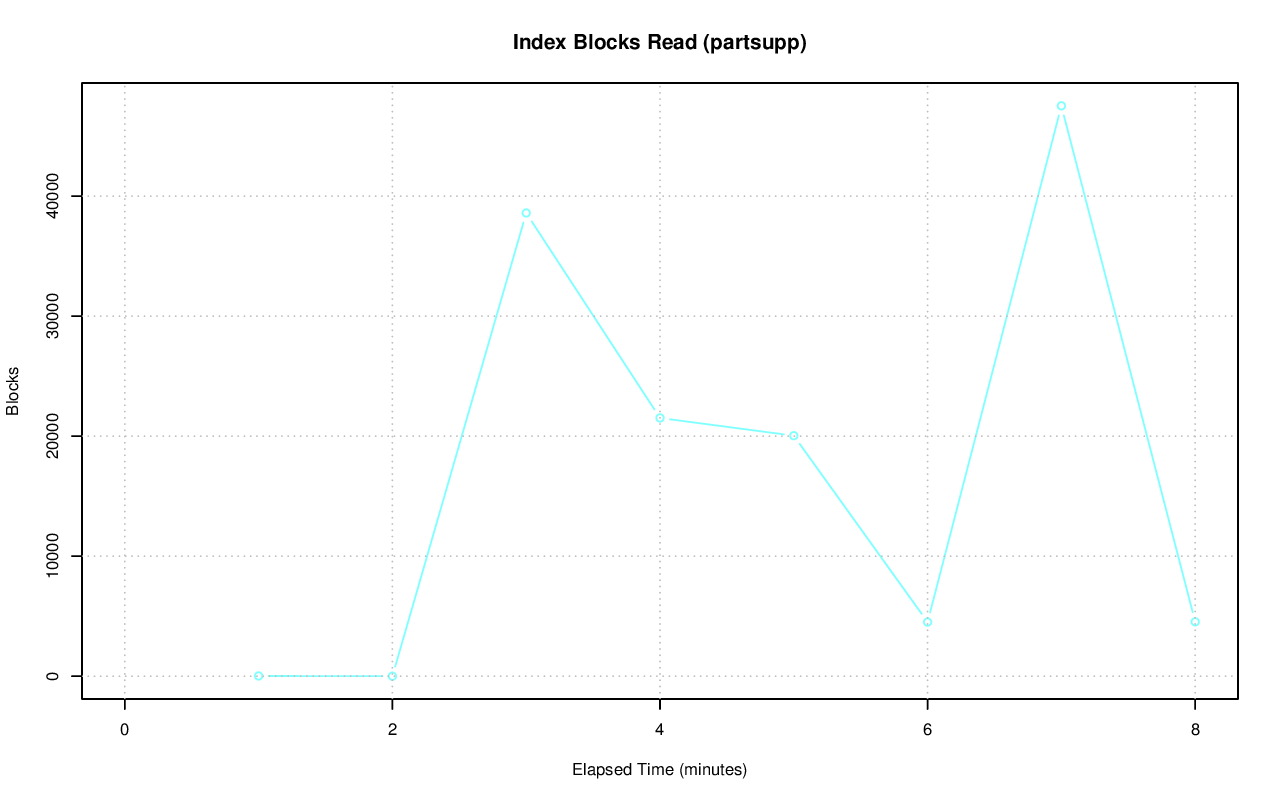 Index Blocks Read (partsupp)
Blocks
40000
30000
20000
10000
0
0 2 4 6 8
Elapsed Time (minutes)